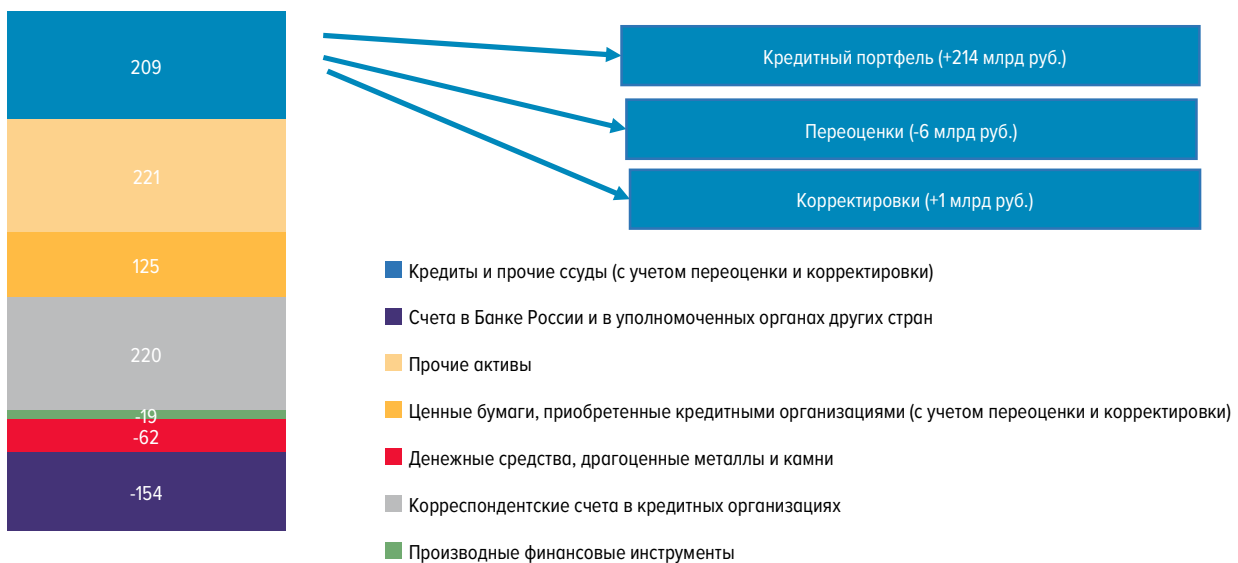 209
221
125
220
-19
-62
-154
Кредитный портфель (+214 млрд руб.)
Переоценки (-6 млрд руб.)
Корректировки (+1 млрд руб.)
Кредиты и прочие ссуды (с учетом переоценки и корректировки)
Счета в Банке России и в уполномоченных органах других стран
Прочие активы
Ценные бумаги, приобретенные кредитными организациями (с учетом переоценки и корректировки)
Денежные средства, драгоценные металлы и камни
Корреспондентские счета в кредитных организациях
Производные финансовые инструменты